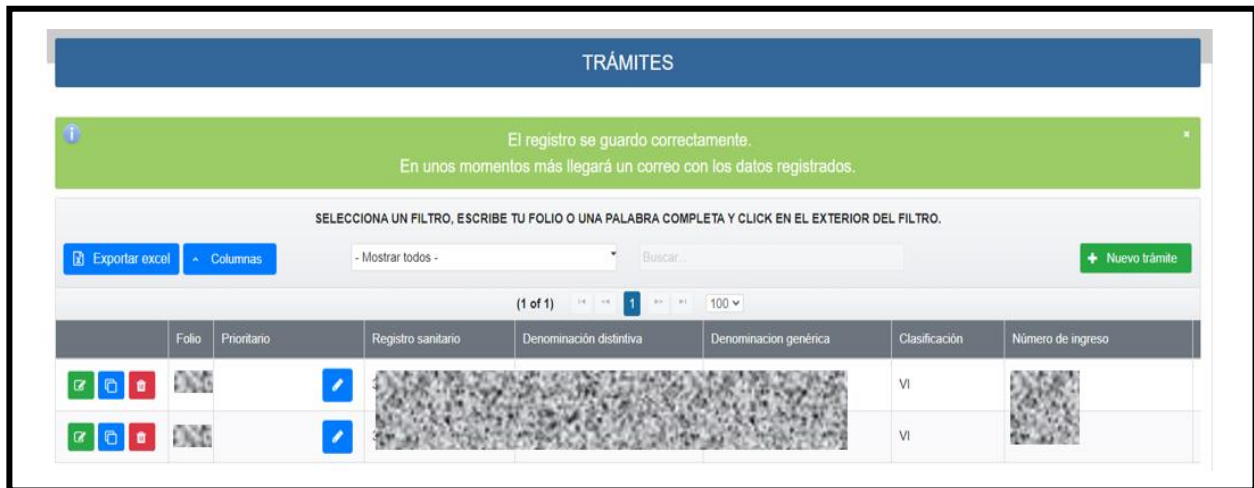 TRÁMITES
El registro se guardo correctamente.
En unos momentos más llegará un correo con los datos registrados.
SELECCIONA UN FILTRO, ESCRIBE TU FOLIO O UNA PALABRA COMPLETA Y CLICK EN EL EXTERIOR DEL FILTRO.
Exportar excel Columnas - Mostrar todos - Buscar... Nuevo trámite
(1 of 1) 1 100
Folio Prioritario Registro sanitario Denominación distintiva Denominacion genérica Clasificación Número de ingreso
VI
VI